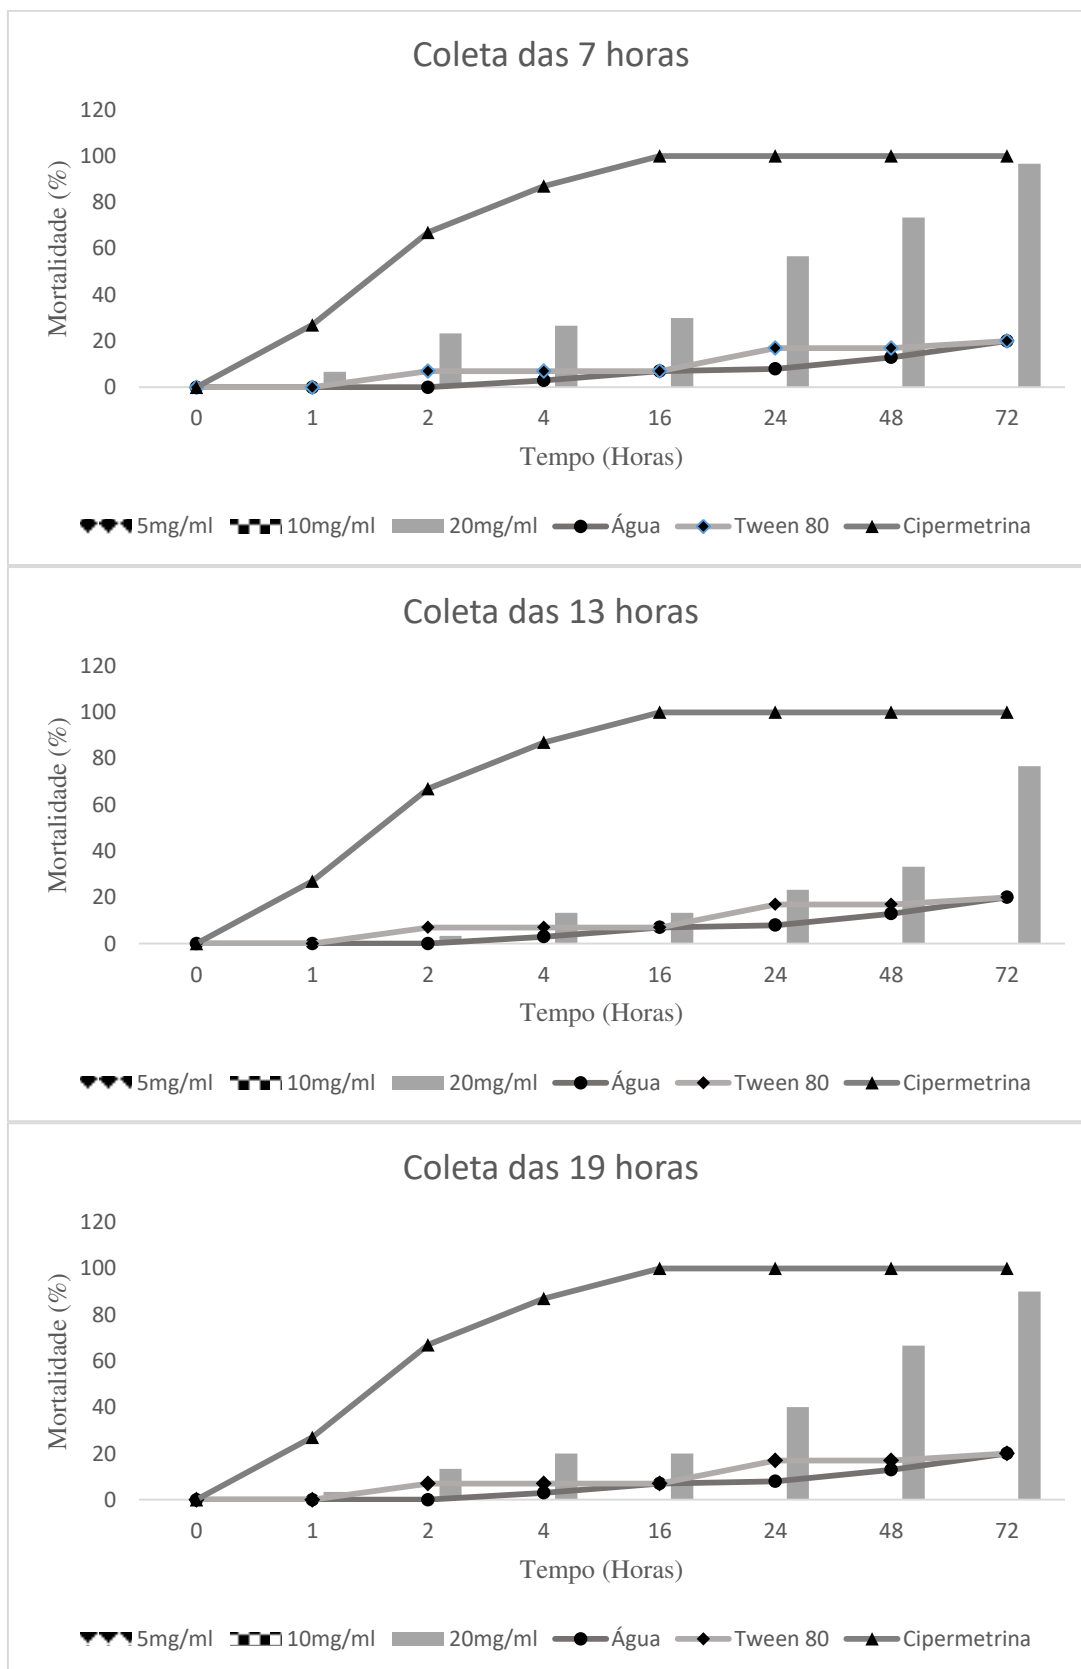 Coleta das 7 horas
120
100
80
60
40
20
0
Mortalidade (%)
0 1 2 4 16 24 48 72
Tempo (Horas)
5mg/ml 10mg/ml 20mg/ml Água Tween 80 Cipermetrina
Coleta das 13 horas
120
100
80
60
40
20
0
Mortalidade (%)
0 1 2 4 16 24 48 72
Tempo (Horas)
5mg/ml 10mg/ml 20mg/ml Água Tween 80 Cipermetrina
Coleta das 19 horas
120
100
80
60
40
20
0
Mortalidade (%)
0 1 2 4 16 24 48 72
Tempo (Horas)
5mg/ml 10mg/ml 20mg/ml Água Tween 80 Cipermetrina